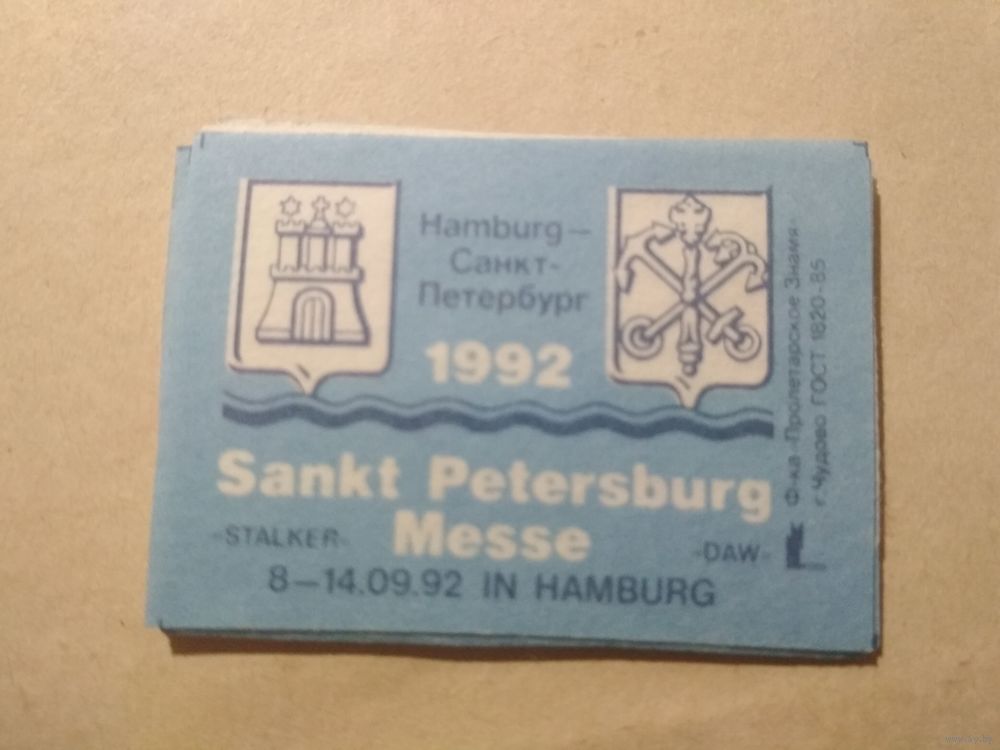 Hamburg –
Санкт-
Петербург
1992
Sankt Petersburg
Messe
«STALKER»
«DAW»
8–14.09.92 IN HAMBURG
Ф-ка «Пролетарское Знамя»
г. Чудово ГОСТ 1820-85